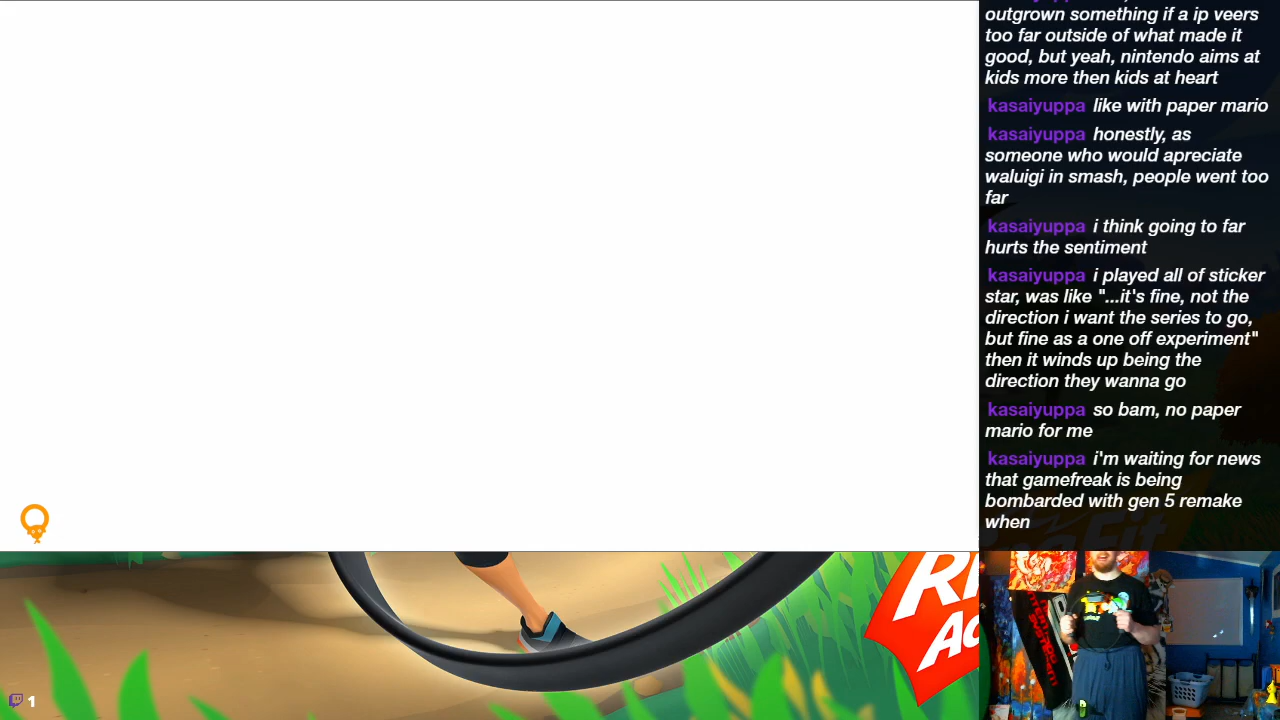 outgrown something if a ip veers
too far outside of what made it
good, but yeah, nintendo aims at
kids more then kids at heart
kasaiyuppa like with paper mario
kasaiyuppa honestly, as
someone who would apreciate
waluigi in smash, people went too
far
kasaiyuppa i think going to far
hurts the sentiment
kasaiyuppa i played all of sticker
star, was like "...it's fine, not the
direction i want the series to go,
but fine as a one off experiment"
then it winds up being the
direction they wanna go
kasaiyuppa so bam, no paper
mario for me
kasaiyuppa i'm waiting for news
that gamefreak is being
bombarded with gen 5 remake
when
1